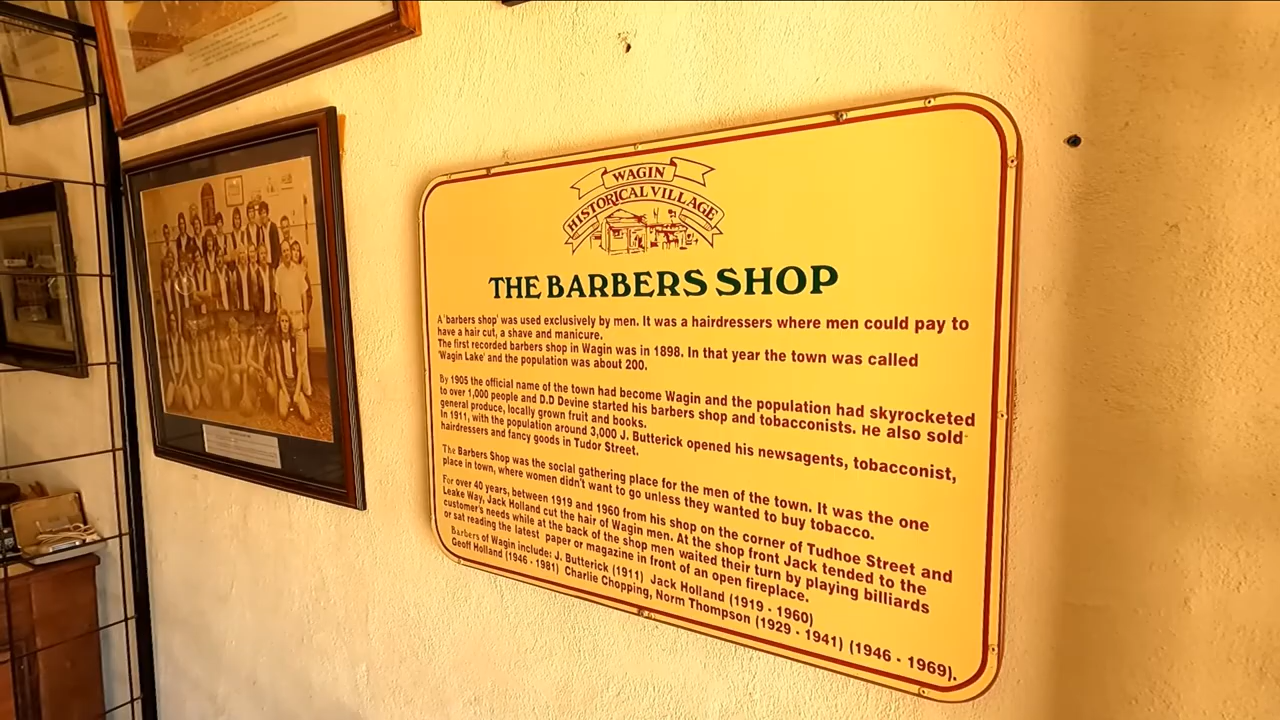 WAGIN
HISTORICAL VILLAGE
THE BARBERS SHOP
A 'barbers shop' was used exclusively by men. It was a hairdressers where men could pay to
have a hair cut, a shave and manicure.
The first recorded barbers shop in Wagin was in 1898. In that year the town was called
'Wagin Lake' and the population was about 200.
By 1905 the official name of the town had become Wagin and the population had skyrocketed
to over 1,000 people and D.D Devine started his barbers shop and tobacconists. He also sold
general produce, locally grown fruit and books.
In 1911, with the population around 3,000 J. Butterick opened his newsagents, tobacconist,
hairdressers and fancy goods in Tudor Street.
The Barbers Shop was the social gathering place for the men of the town. It was the one
place in town, where women didn't want to go unless they wanted to buy tobacco.
For over 40 years, between 1919 and 1960 from his shop on the corner of Tudhoe Street and
Leake Way, Jack Holland cut the hair of Wagin men. At the shop front Jack tended to the
customer's needs while at the back of the shop men waited their turn by playing billiards
or sat reading the latest paper or magazine in front of an open fireplace.
Barbers of Wagin include: J. Butterick (1911) Jack Holland (1919 - 1960)
Geoff Holland (1946 - 1981) Charlie Chopping, Norm Thompson (1929 - 1941) (1946 - 1969).